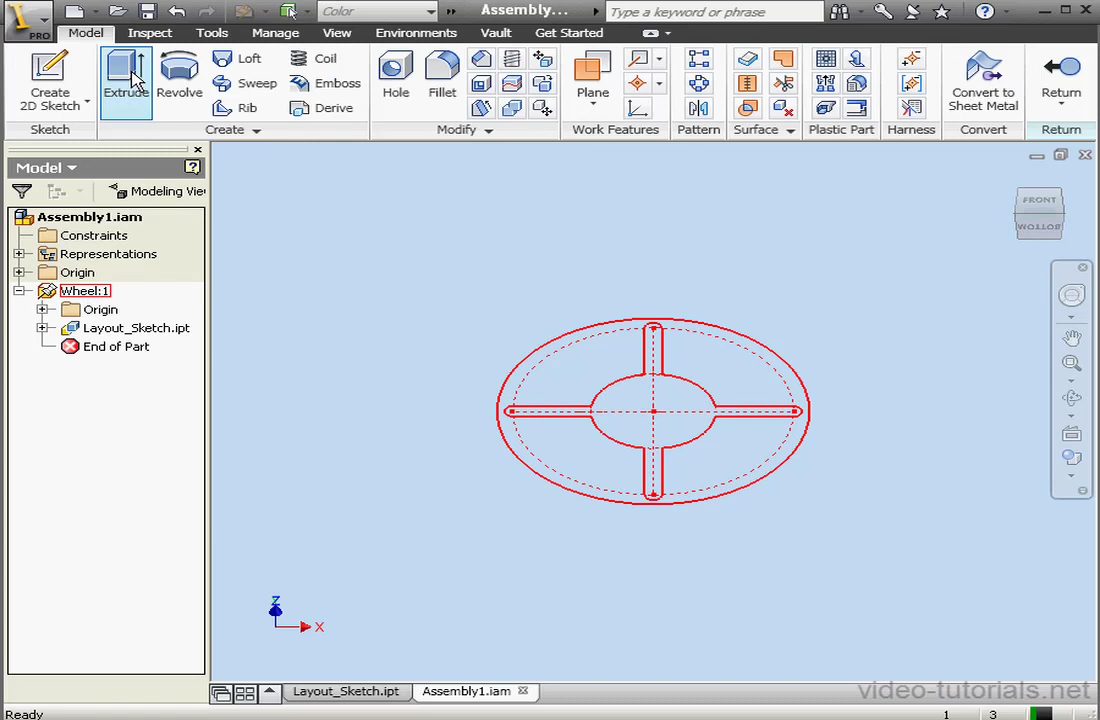 Color
Assembly...
Type a keyword or phrase
PRO
Model
Inspect
Tools
Manage
View
Environments
Vault
Get Started
Create
2D Sketch
Extrude
Revolve
Loft
Sweep
Rib
Coil
Emboss
Derive
Hole
Fillet
Plane
Convert to
Sheet Metal
Return
Sketch
Create
Modify
Work Features
Pattern
Surface
Plastic Part
Harness
Convert
Return
Model
Modeling Vie
Assembly1.iam
Constraints
Representations
Origin
Wheel:1
Origin
Layout_Sketch.ipt
End of Part
FRONT
BOTTOM
Z
X
Layout_Sketch.ipt
Assembly1.iam
video-tutorials.net
Ready
1
3